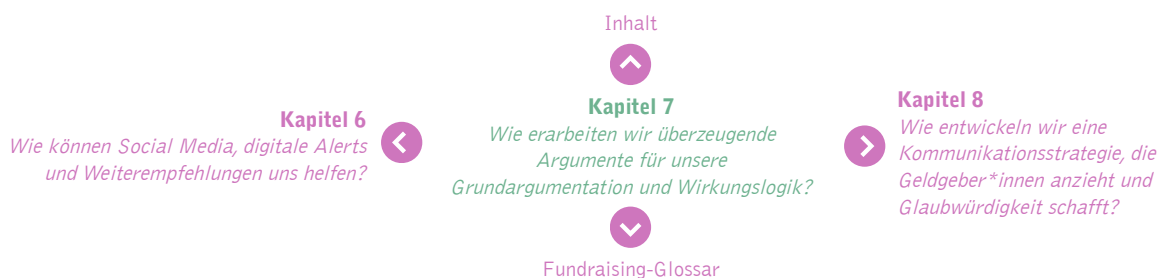 Inhalt
Kapitel 6
Wie können Social Media, digitale Alerts
und Weiterempfehlungen uns helfen?
Kapitel 7
Wie erarbeiten wir überzeugende
Argumente für unsere
Grundargumentation und Wirkungslogik?
Kapitel 8
Wie entwickeln wir eine
Kommunikationsstrategie, die
Geldgeber*innen anzieht und
Glaubwürdigkeit schafft?
Fundraising-Glossar